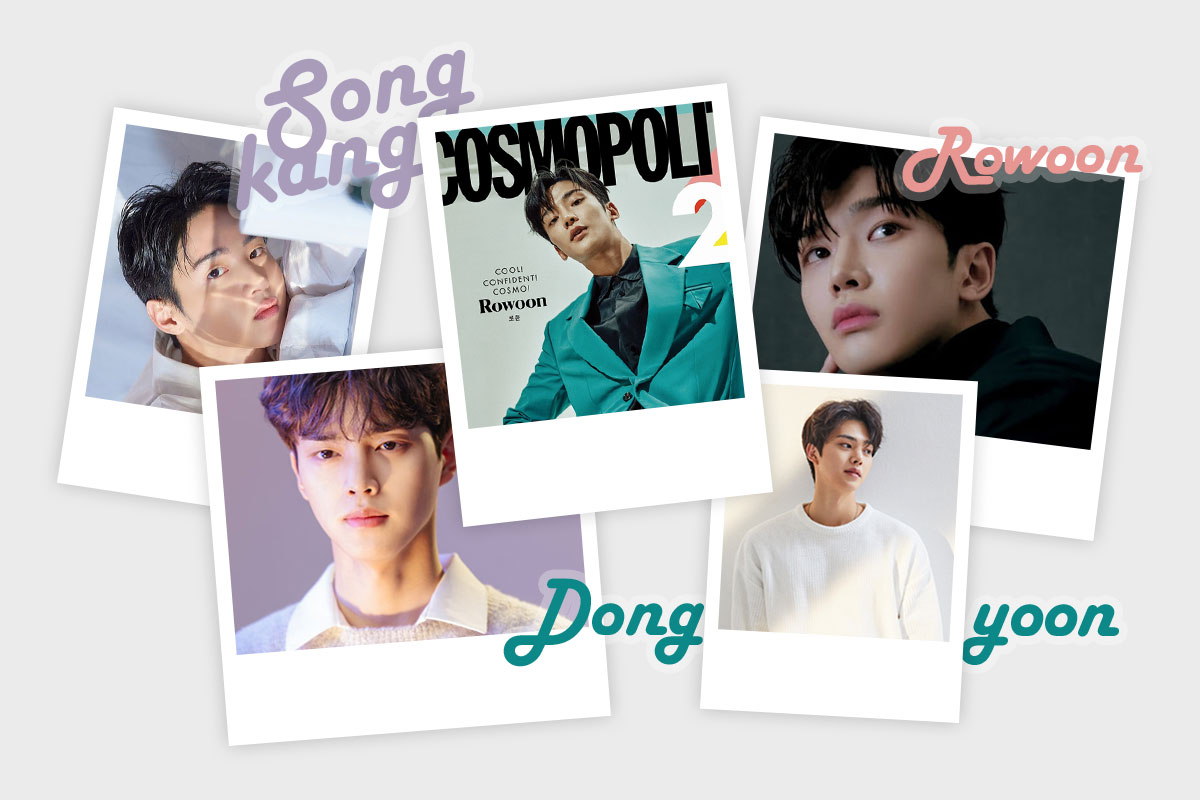 Song
kang
COSMOPOLI
2
COOL!
CONFIDENT!
COSMO!
Rowoon
로운
Rowoon
Dong yoon